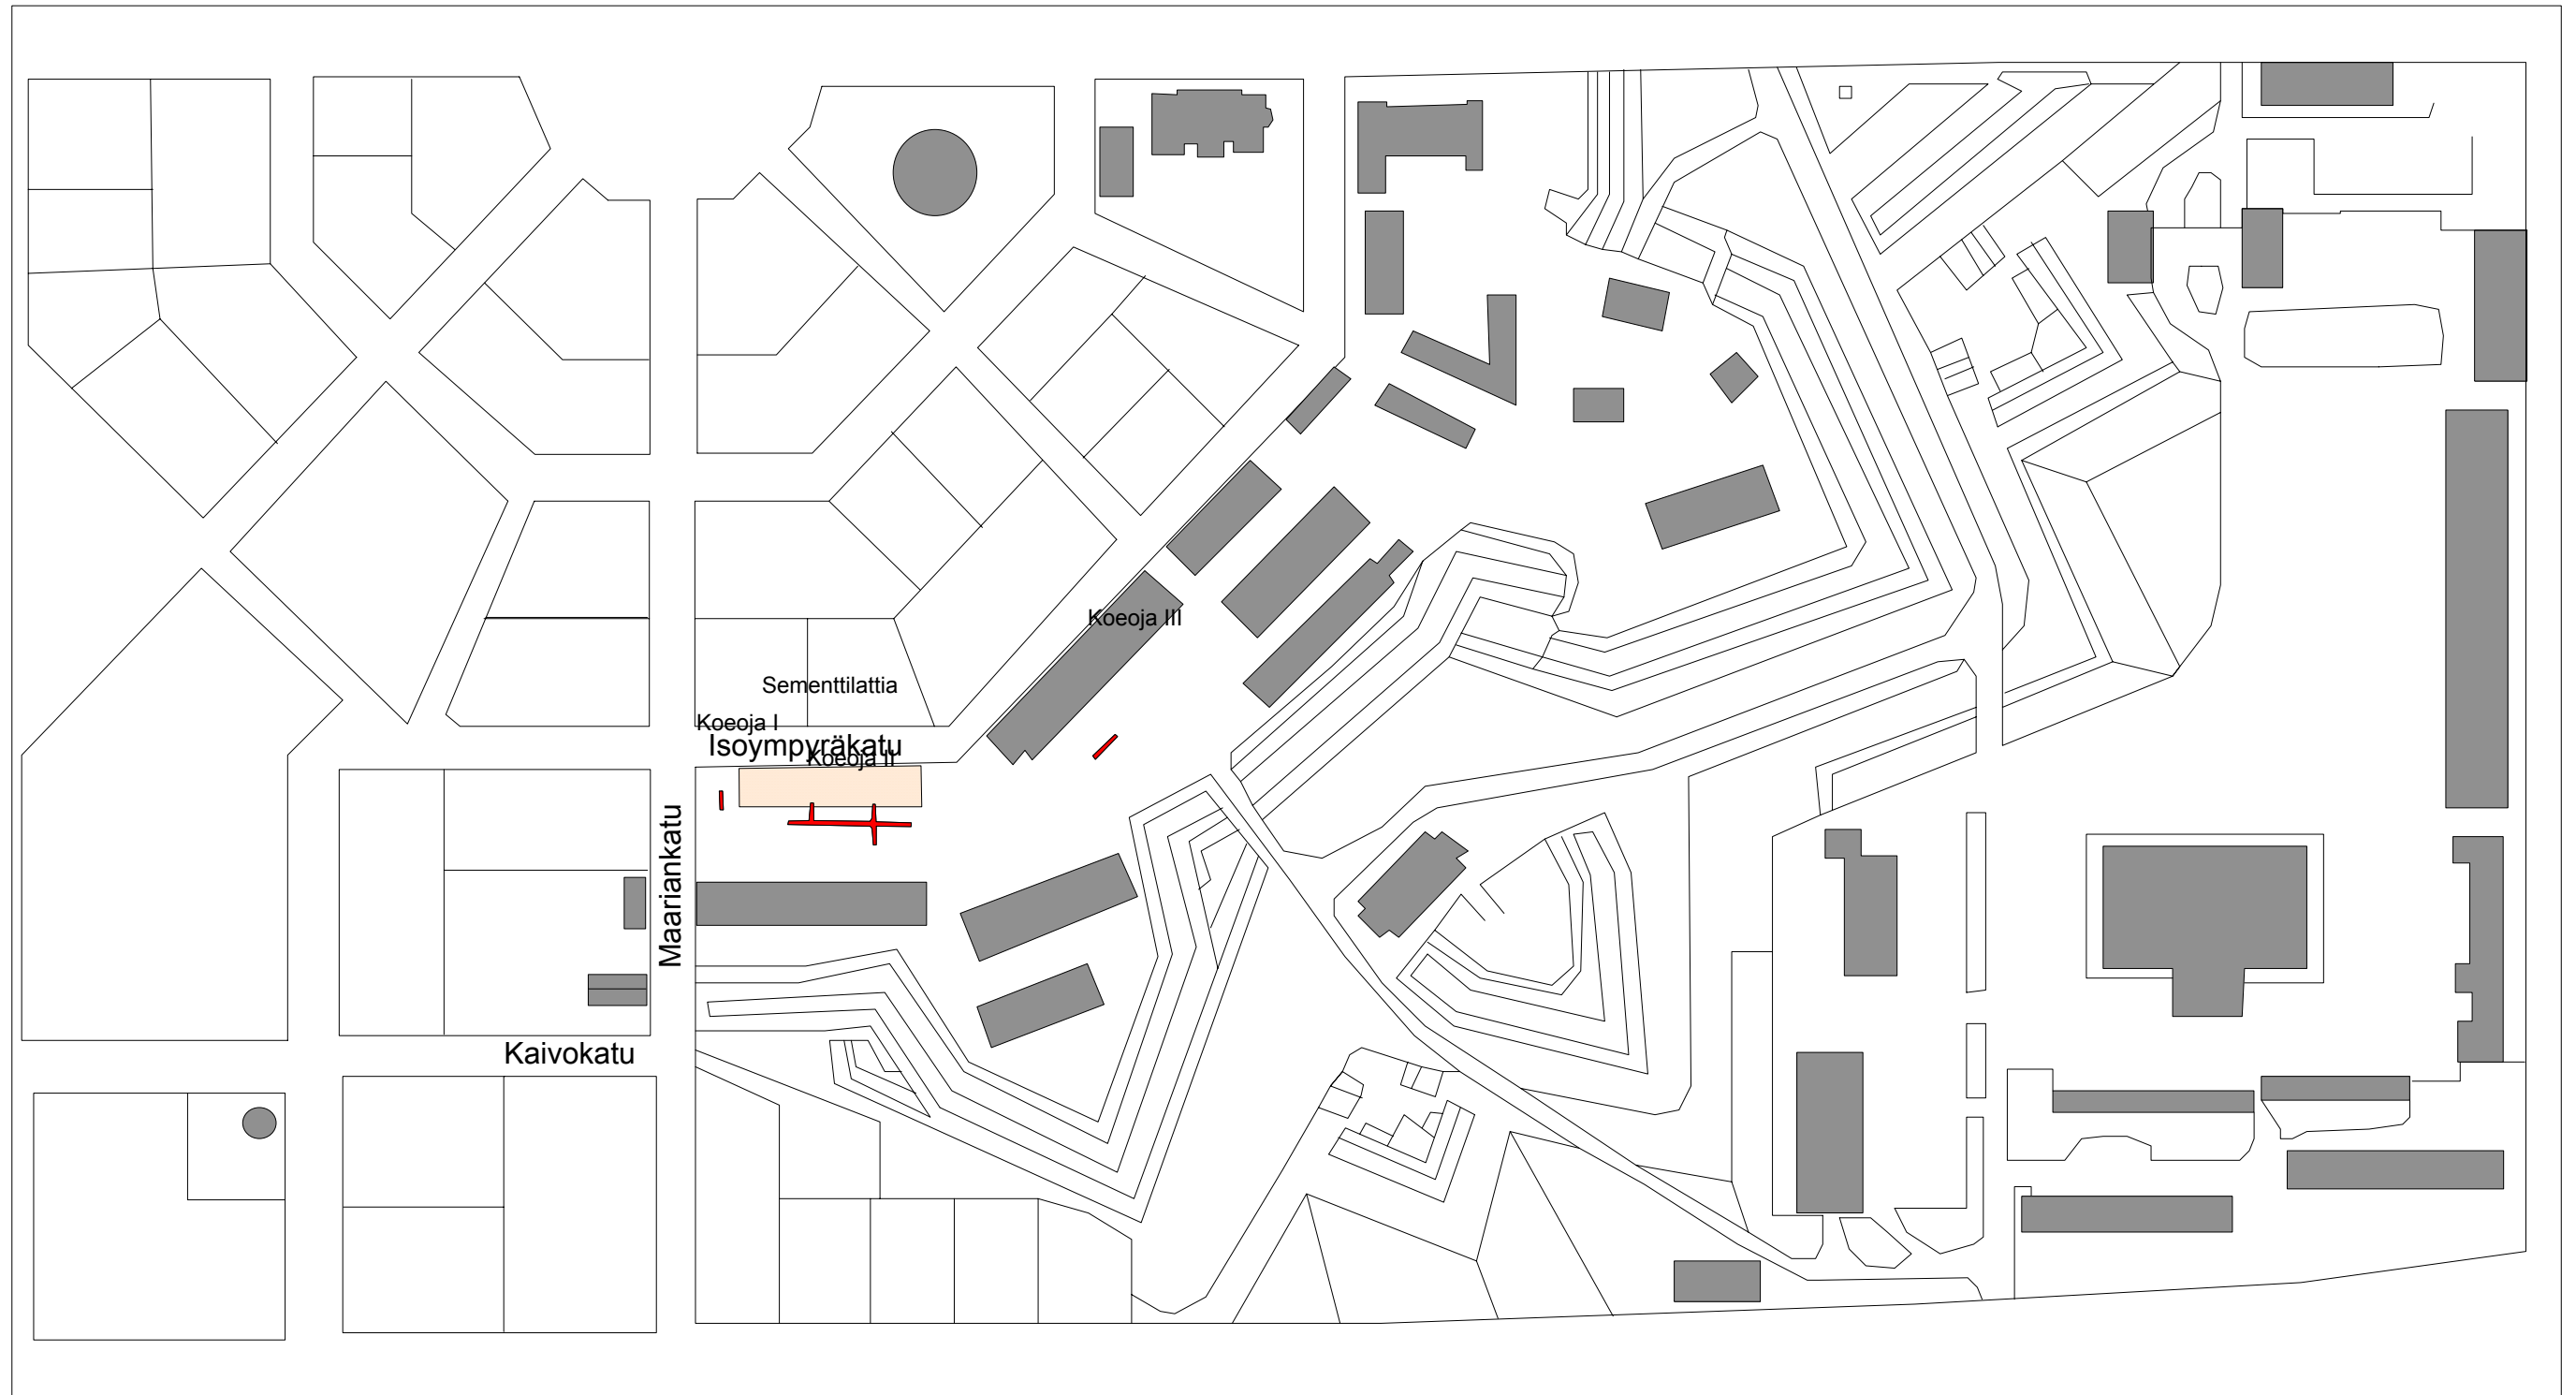 Koeoja III
Sementtilattia
Koeoja I
Isoympyräkatu
Koeoja II
Maariankatu
Kaivokatu